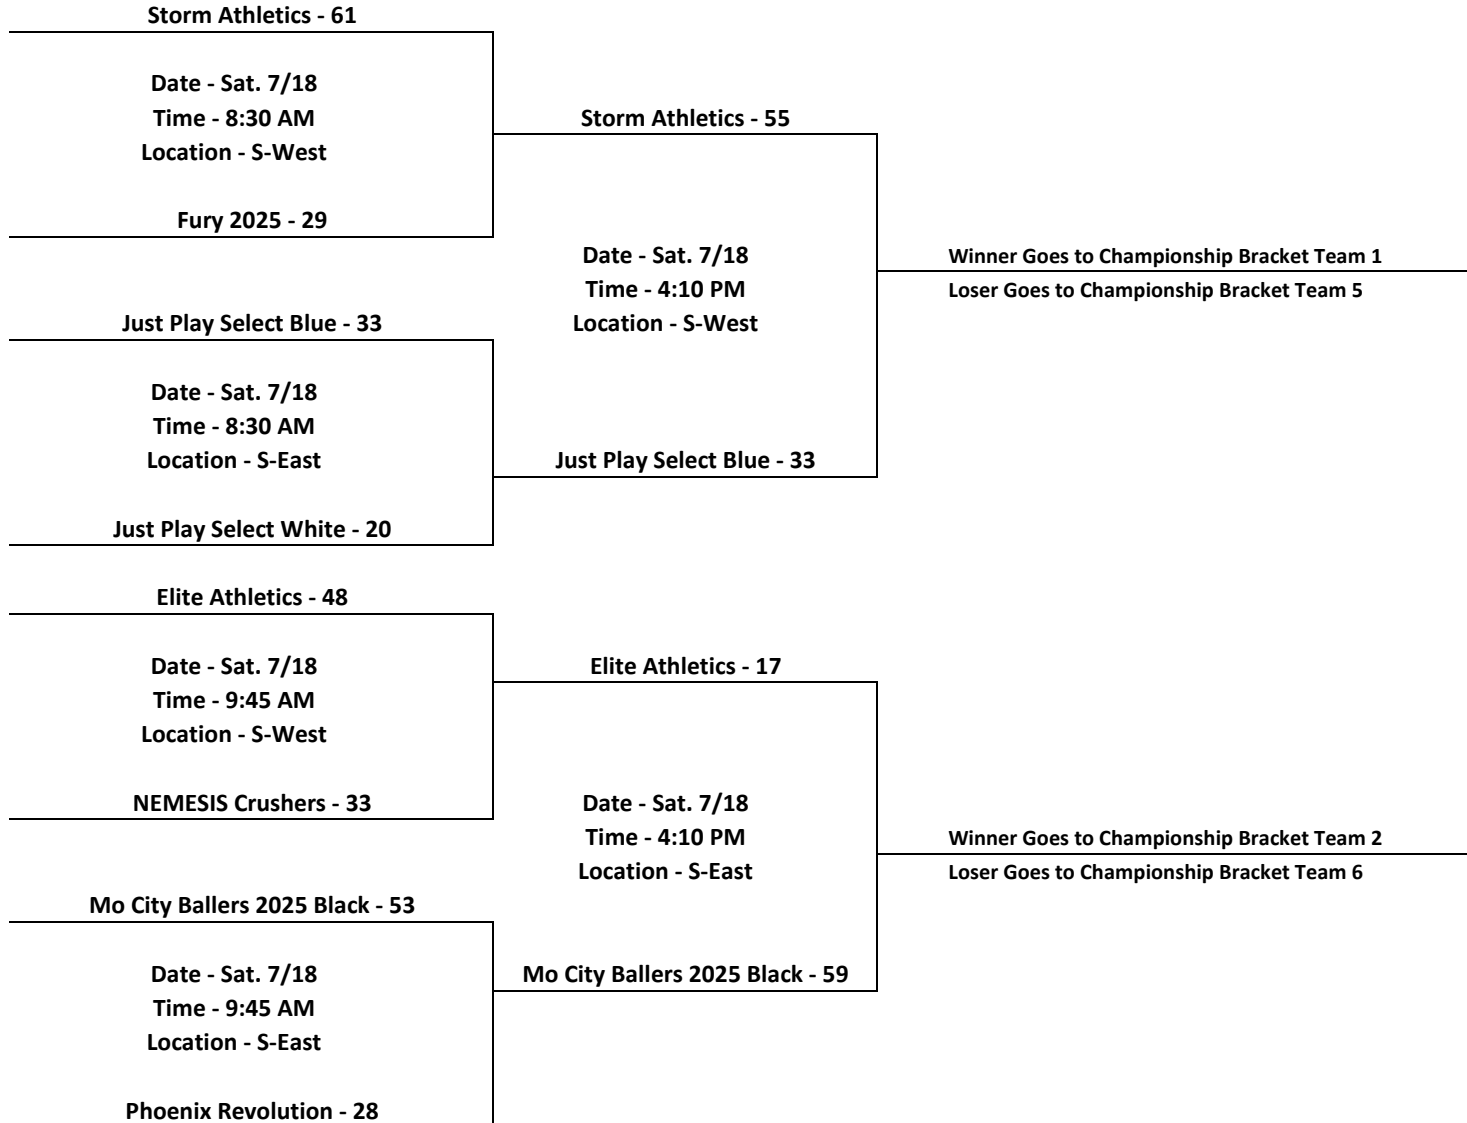 Storm Athletics - 61
Date - Sat. 7/18
Time - 8:30 AM
Location - S-West
Fury 2025 - 29
Just Play Select Blue - 33
Date - Sat. 7/18
Time - 8:30 AM
Location - S-East
Just Play Select White - 20
Elite Athletics - 48
Date - Sat. 7/18
Time - 9:45 AM
Location - S-West
NEMESIS Crushers - 33
Mo City Ballers 2025 Black - 53
Date - Sat. 7/18
Time - 9:45 AM
Location - S-East
Phoenix Revolution - 28
Storm Athletics - 55
Date - Sat. 7/18
Time - 4:10 PM
Location - S-West
Just Play Select Blue - 33
Elite Athletics - 17
Date - Sat. 7/18
Time - 4:10 PM
Location - S-East
Mo City Ballers 2025 Black - 59
Winner Goes to Championship Bracket Team 1
Loser Goes to Championship Bracket Team 5
Winner Goes to Championship Bracket Team 2
Loser Goes to Championship Bracket Team 6